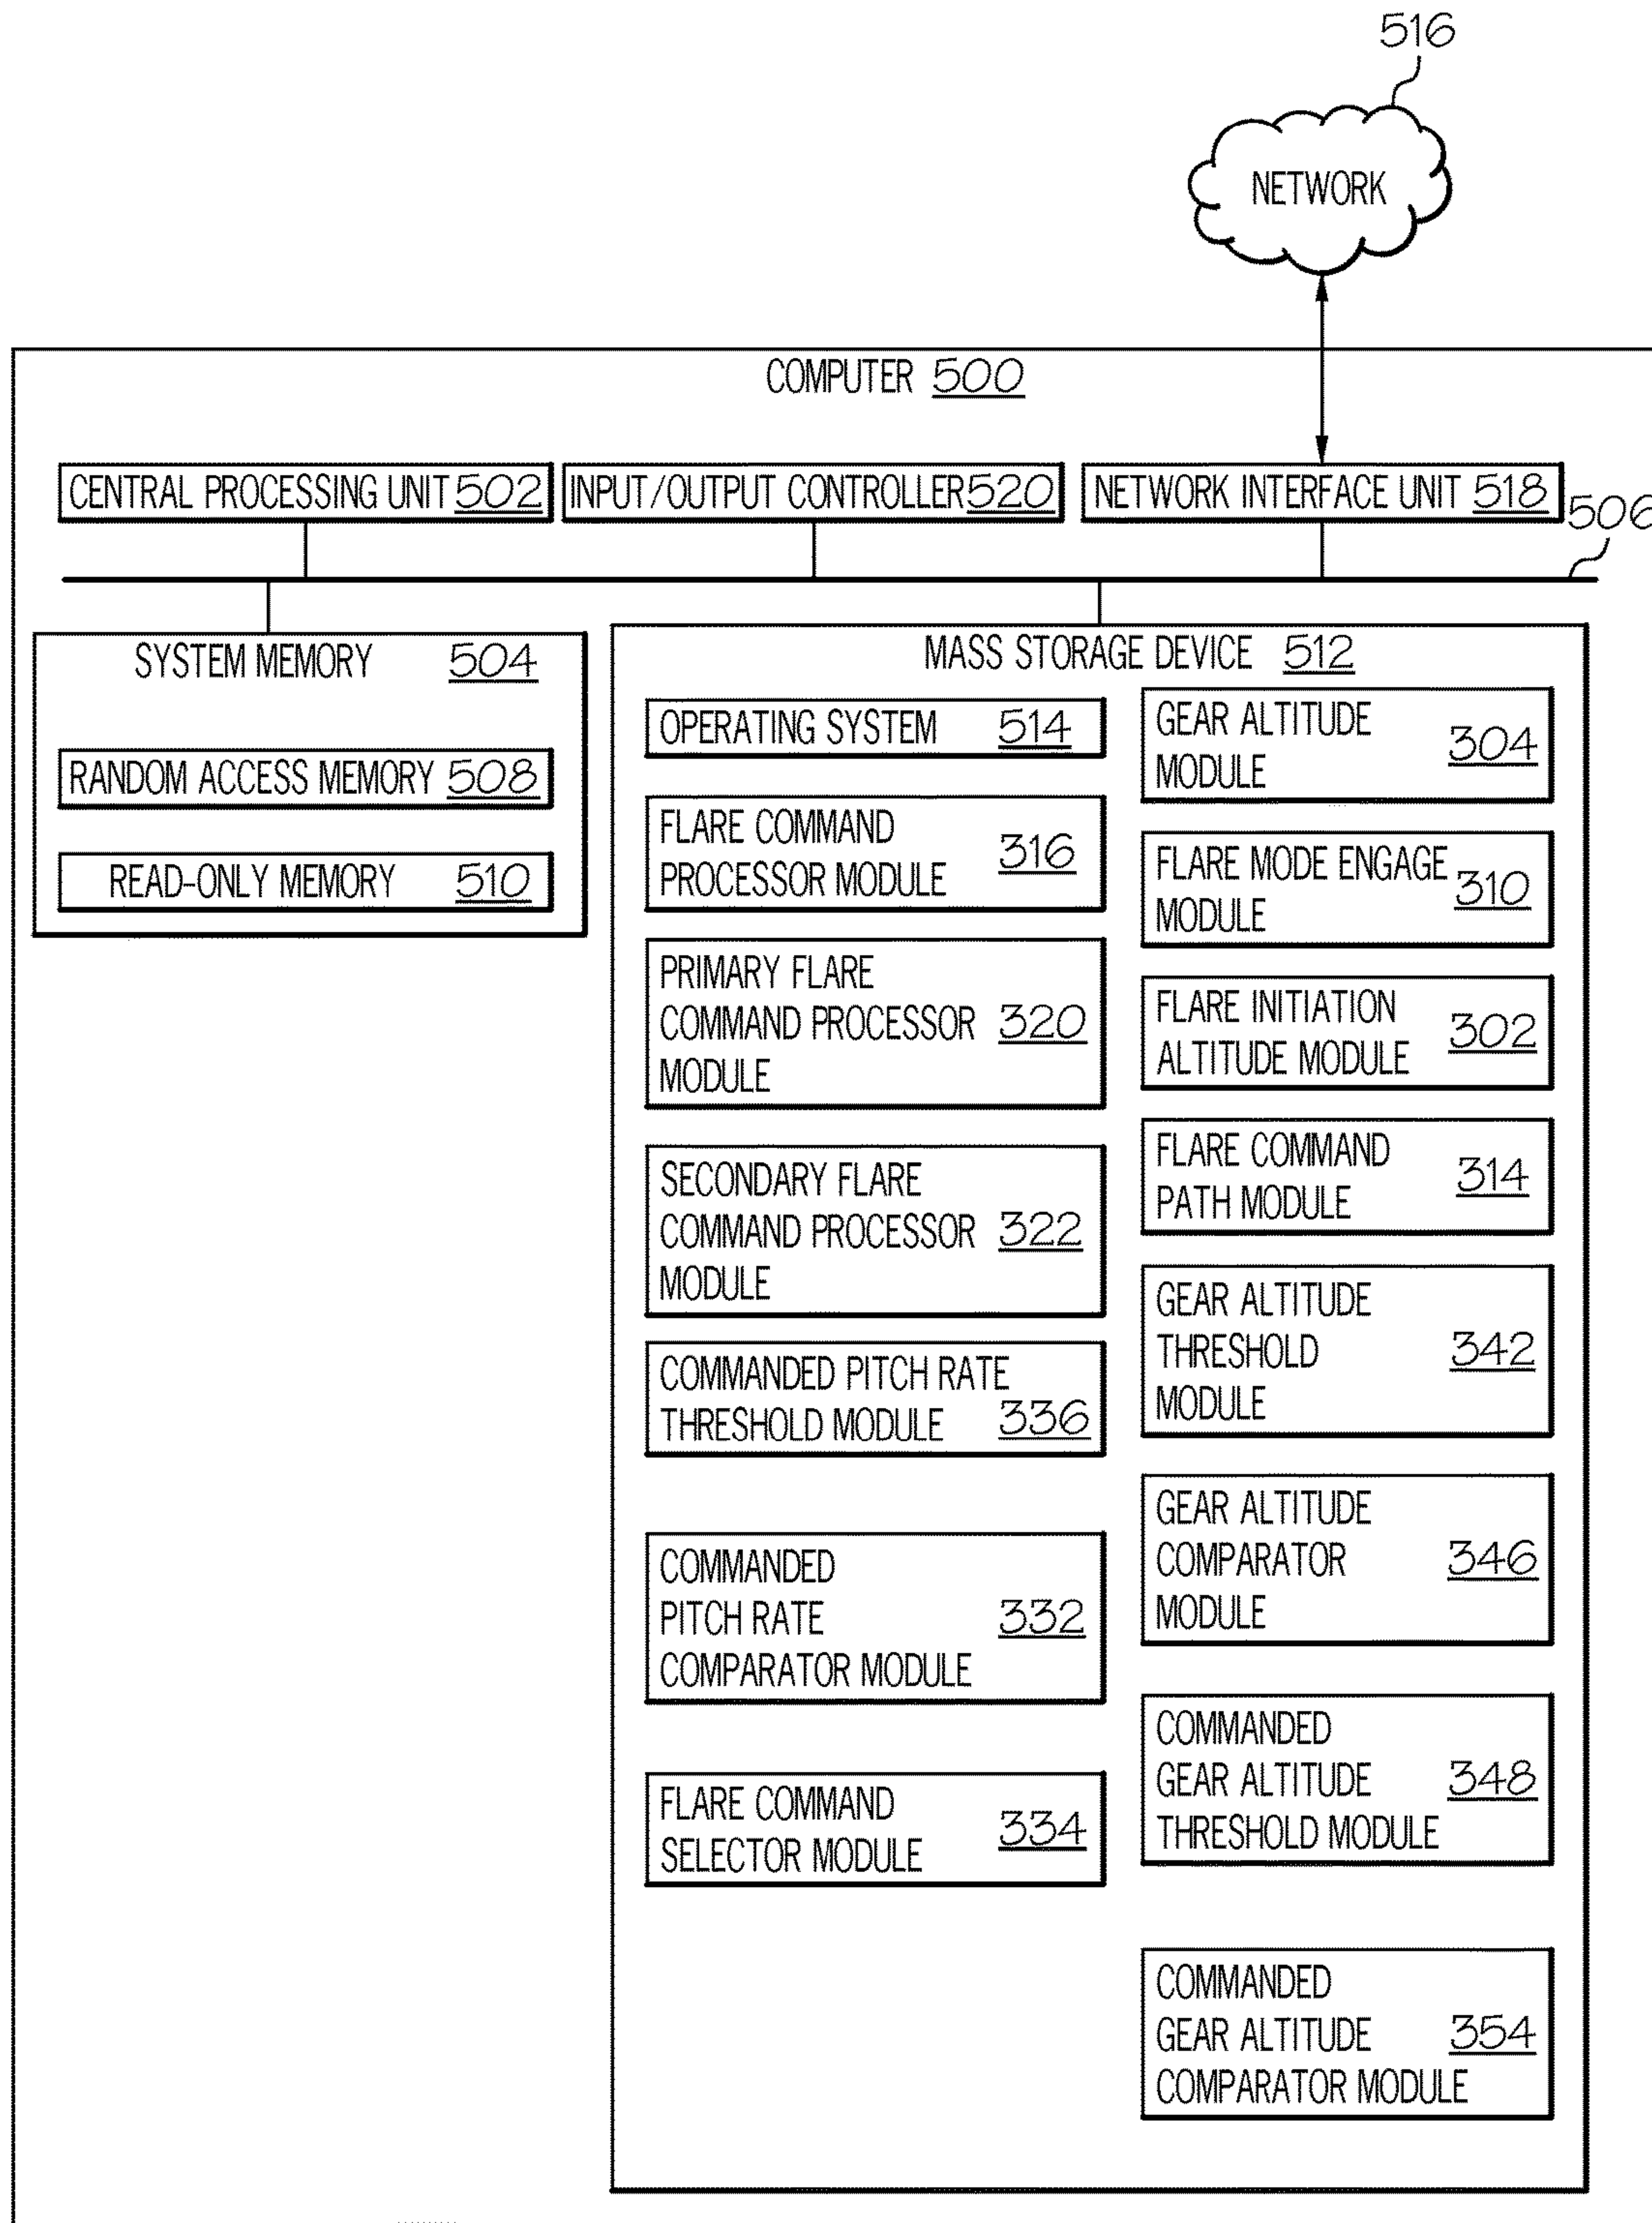 516
NETWORK
COMPUTER 500
CENTRAL PROCESSING UNIT 502
INPUT/OUTPUT CONTROLLER 520
NETWORK INTERFACE UNIT 518
506
SYSTEM MEMORY 504
RANDOM ACCESS MEMORY 508
READ-ONLY MEMORY 510
MASS STORAGE DEVICE 512
OPERATING SYSTEM 514
FLARE COMMAND
PROCESSOR MODULE 316
PRIMARY FLARE
COMMAND PROCESSOR 320
MODULE
SECONDARY FLARE
COMMAND PROCESSOR 322
MODULE
COMMANDED PITCH RATE
THRESHOLD MODULE 336
COMMANDED
PITCH RATE 332
COMPARATOR MODULE
FLARE COMMAND
SELECTOR MODULE 334
GEAR ALTITUDE
MODULE 304
FLARE MODE ENGAGE
MODULE 310
FLARE INITIATION
ALTITUDE MODULE 302
FLARE COMMAND
PATH MODULE 314
GEAR ALTITUDE
THRESHOLD 342
MODULE
GEAR ALTITUDE
COMPARATOR 346
MODULE
COMMANDED
GEAR ALTITUDE 348
THRESHOLD MODULE
COMMANDED
GEAR ALTITUDE 354
COMPARATOR MODULE